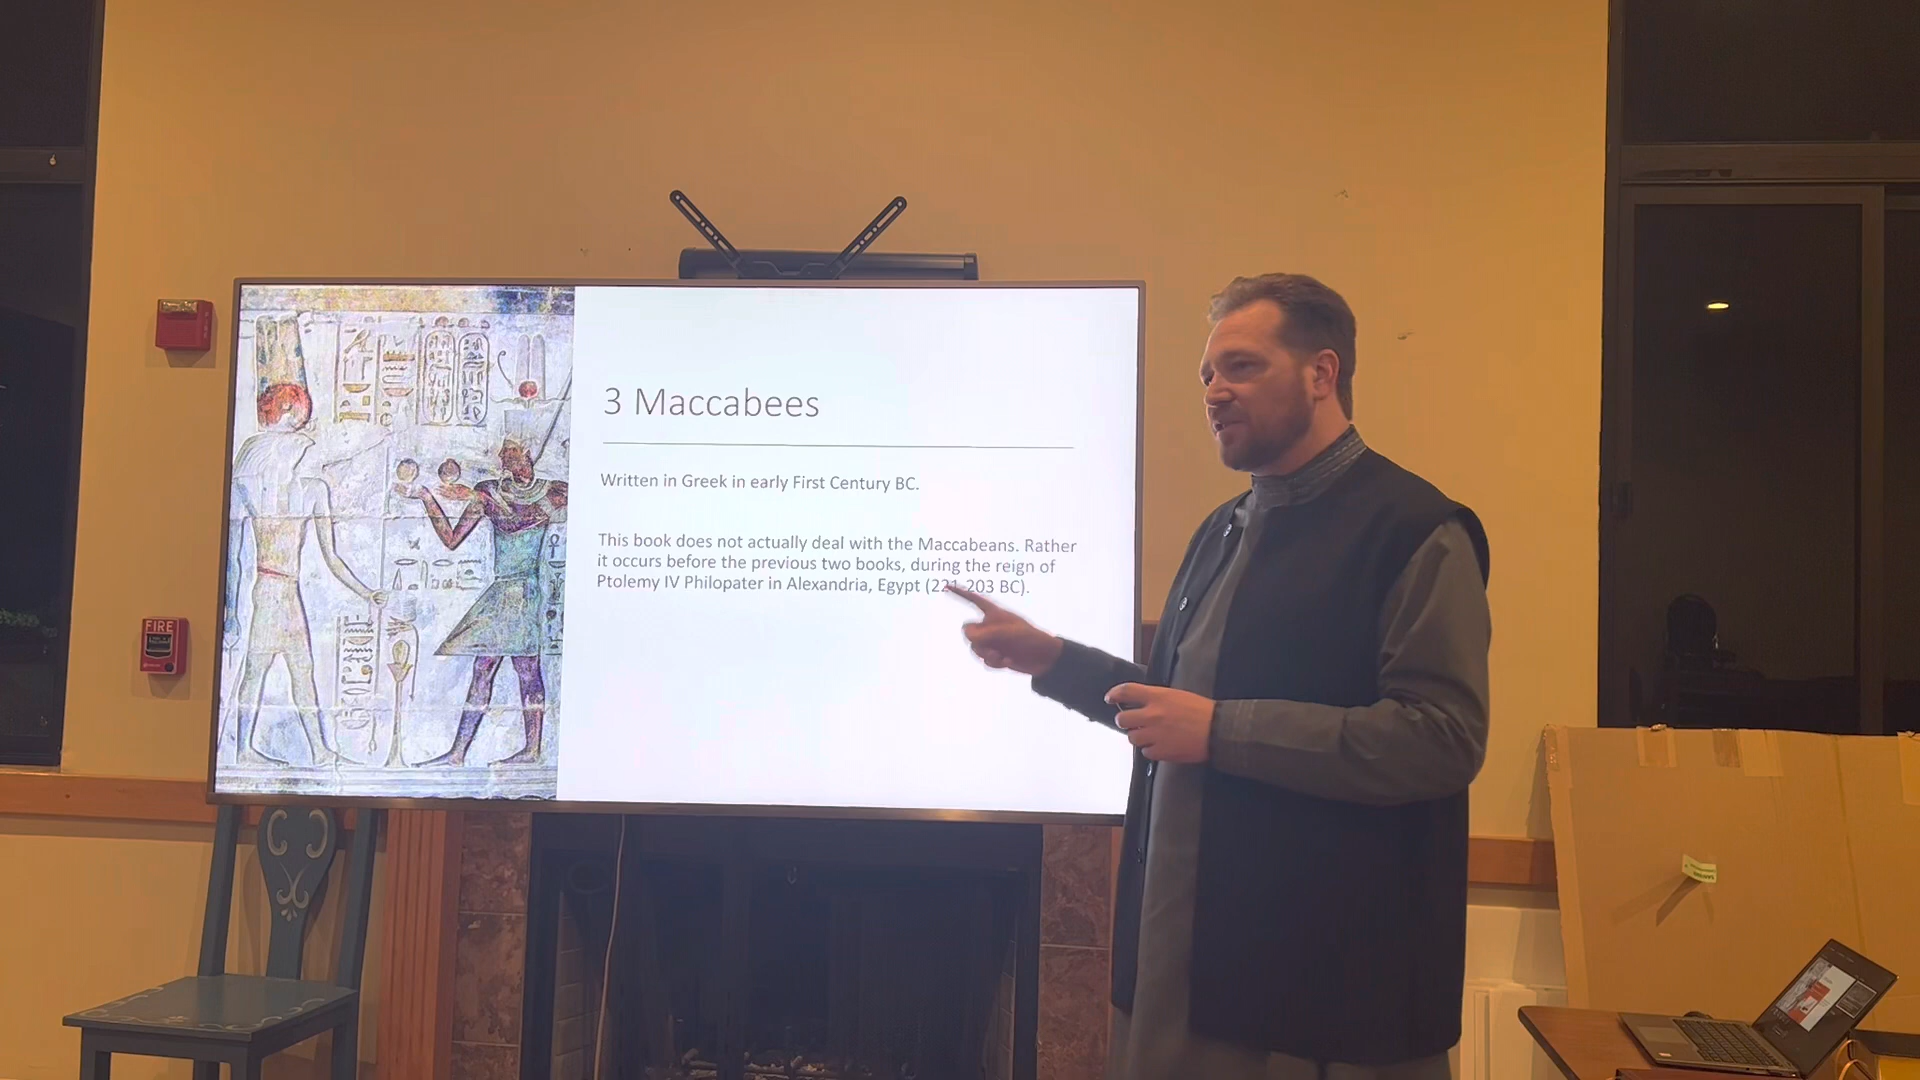 3 Maccabees
Written in Greek in early First Century BC.
This book does not actually deal with the Maccabeans. Rather
it occurs before the previous two books, during the reign of
Ptolemy IV Philopater in Alexandria, Egypt (221-203 BC).
FIRE